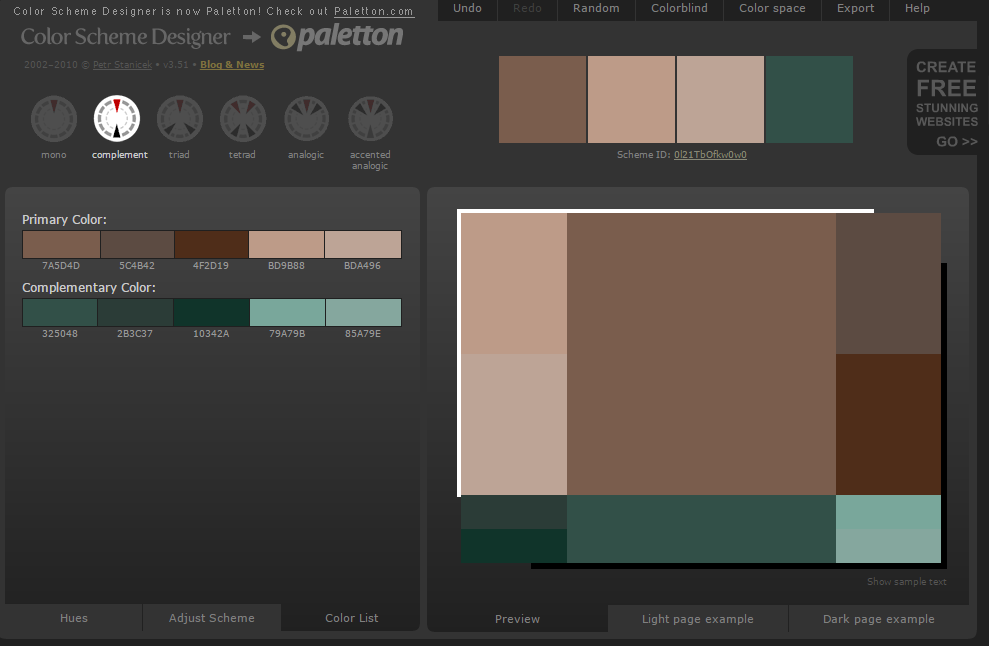 Color Scheme Designer is now Paletton! Check out Paletton.com
Undo Redo Random Colorblind Color space Export Help
Color Scheme Designer paletton
2002–2010 © Petr Stanicek • v3.51 • Blog & News
mono complement triad tetrad analogic accented
analogic
Scheme ID: 0l21TbOfkw0w0
CREATE
FREE
STUNNING
WEBSITES
GO >>
Primary Color:
7A5D4D 5C4B42 4F2D19 BD9B88 BDA496
Complementary Color:
325048 2B3C37 10342A 79A79B 85A79E
Show sample text
Hues Adjust Scheme Color List
Preview Light page example Dark page example